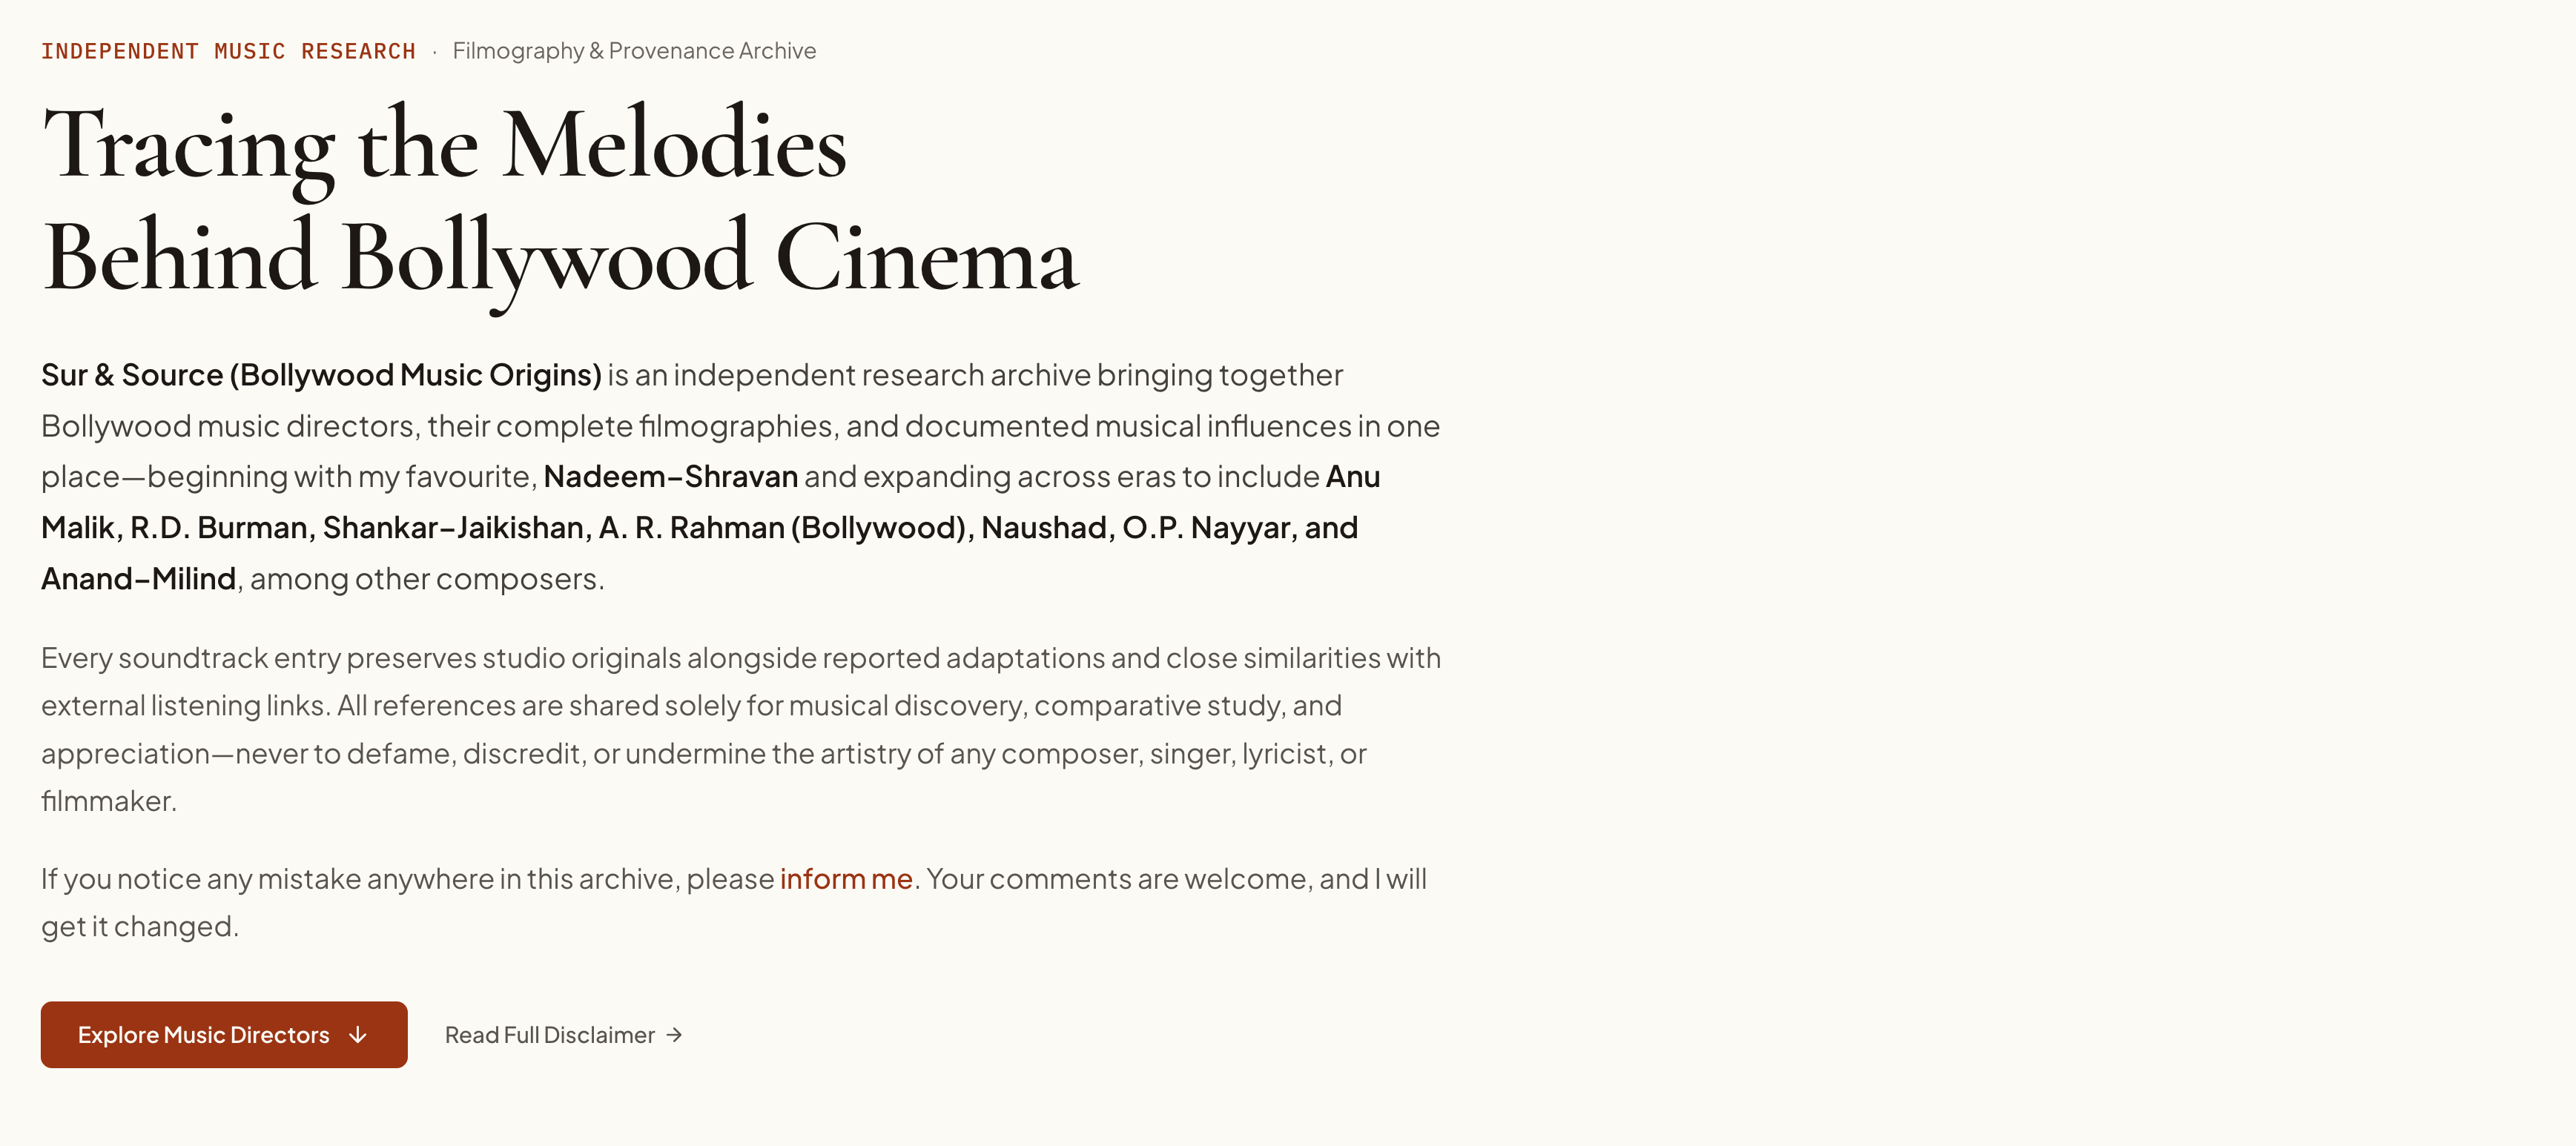 INDEPENDENT MUSIC RESEARCH · Filmography & Provenance Archive
Tracing the Melodies
Behind Bollywood Cinema
Sur & Source (Bollywood Music Origins) is an independent research archive bringing together
Bollywood music directors, their complete filmographies, and documented musical influences in one
place—beginning with my favourite, Nadeem–Shravan and expanding across eras to include Anu
Malik, R.D. Burman, Shankar–Jaikishan, A. R. Rahman (Bollywood), Naushad, O.P. Nayyar, and
Anand–Milind, among other composers.
Every soundtrack entry preserves studio originals alongside reported adaptations and close similarities with
external listening links. All references are shared solely for musical discovery, comparative study, and
appreciation—never to defame, discredit, or undermine the artistry of any composer, singer, lyricist, or
filmmaker.
If you notice any mistake anywhere in this archive, please inform me. Your comments are welcome, and I will
get it changed.
Explore Music Directors ↓ Read Full Disclaimer →